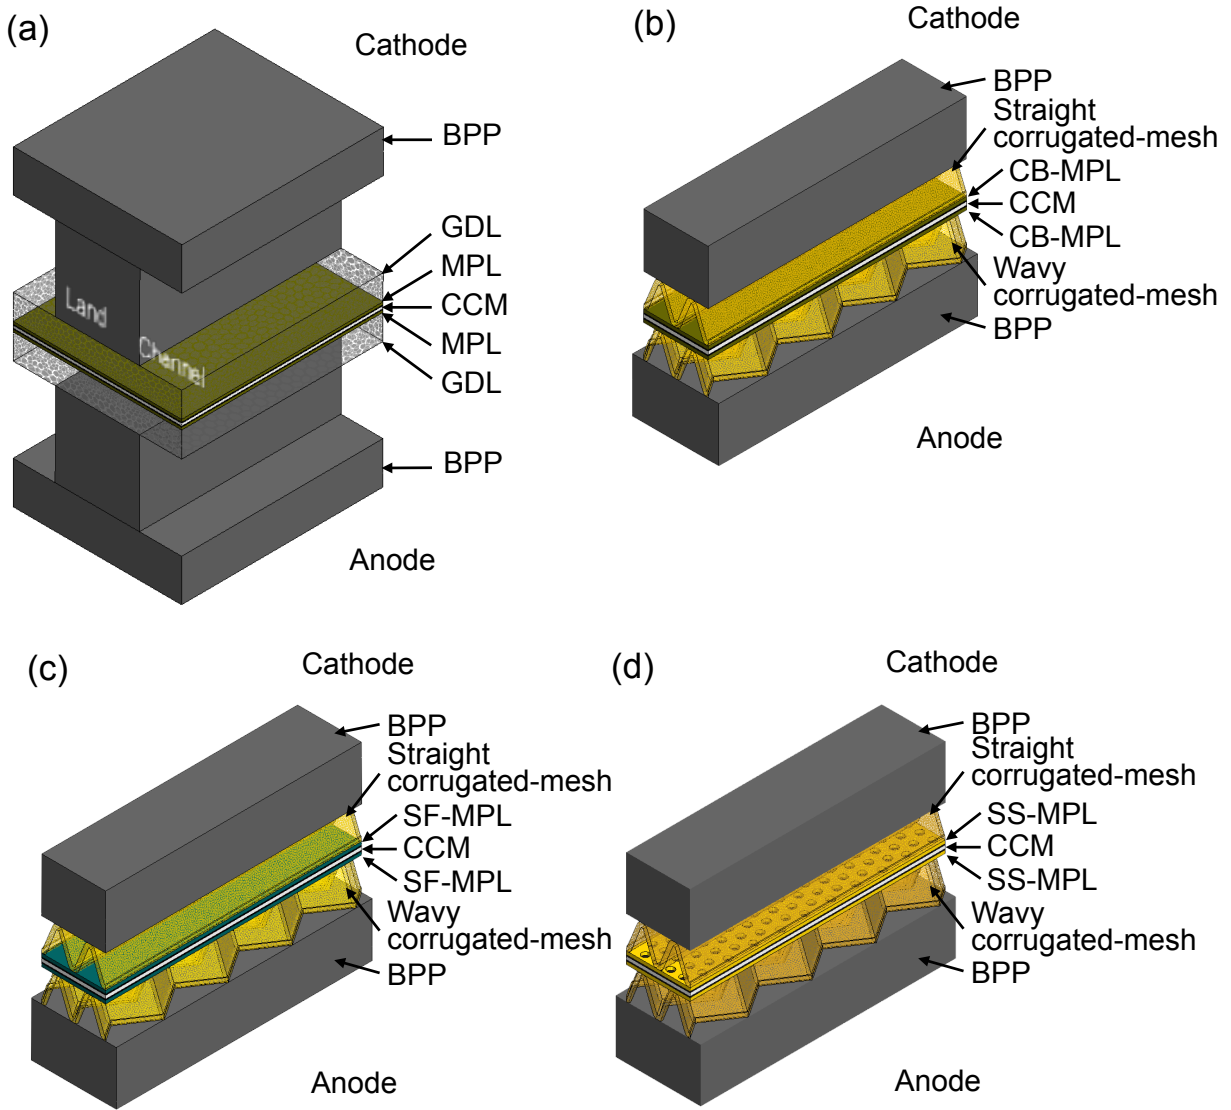 (a)
Cathode
BPP
GDL
MPL
CCM
MPL
GDL
BPP
Land
Channel
Anode
(b)
Cathode
BPP
Straight
corrugated-mesh
CB-MPL
CCM
CB-MPL
Wavy
corrugated-mesh
BPP
Anode
(c)
Cathode
BPP
Straight
corrugated-mesh
SF-MPL
CCM
SF-MPL
Wavy
corrugated-mesh
BPP
Anode
(d)
Cathode
BPP
Straight
corrugated-mesh
SS-MPL
CCM
SS-MPL
Wavy
corrugated-mesh
BPP
Anode